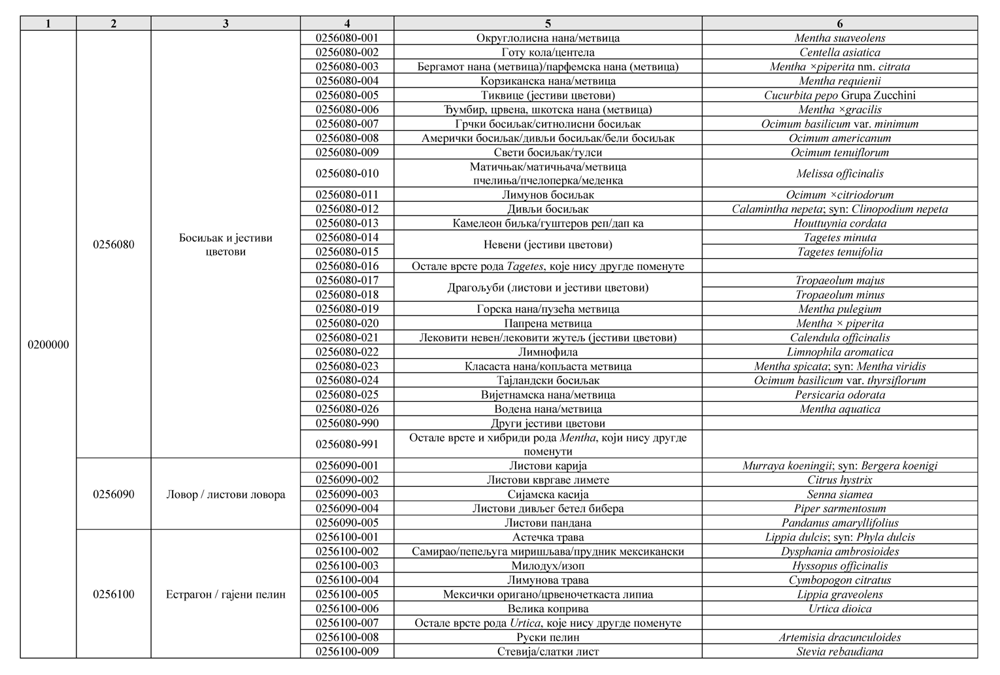 1 2 3 4 5 6
0256080-001 Округлолисна нана/метвица Mentha suaveolens
0256080-002 Готу кола/центела Centella asiatica
0256080-003 Бергамот нана (метвица)/парфемска нана (метвица) Mentha ×piperita nm. citrata
0256080-004 Корзиканска нана/метвица Mentha requienii
0256080-005 Тиквице (јестиви цветови) Cucurbita pepo Grupa Zucchini
0256080-006 Ђумбир, црвена, шкотска нана (метвица) Mentha ×gracilis
0256080-007 Грчки босиљак/ситнолисни босиљак Ocimum basilicum var. minimum
0256080-008 Амерички босиљак/дивљи босиљак/бели босиљак Ocimum americanum
0256080-009 Свети босиљак/тулси Ocimum tenuiflorum
0256080-010 Матичњак/матичњача/метвица
пчелиња/пчелоперка/меденка Melissa officinalis
0256080-011 Лимунов босиљак Ocimum ×citriodorum
0256080-012 Дивљи босиљак Calamintha nepeta; syn: Clinopodium nepeta
0256080-013 Камелеон биљка/гуштеров реп/дап ка Houttuynia cordata
0256080 Босиљак и јестиви
цветови
0256080-014 Невени (јестиви цветови) Tagetes minuta
0256080-015 Tagetes tenuifolia
0256080-016 Остале врсте рода Tagetes, које нису другде поменуте
0256080-017 Драгољуби (листови и јестиви цветови) Tropaeolum majus
0256080-018 Tropaeolum minus
0256080-019 Горска нана/пузећа метвица Mentha pulegium
0256080-020 Папрена метвица Mentha × piperita
0256080-021 Лековити невен/лековити жутељ (јестиви цветови) Calendula officinalis
0200000
0256080-022 Лимнофила Limnophila aromatica
0256080-023 Класаста нана/копљаста метвица Mentha spicata; syn: Mentha viridis
0256080-024 Тајландски босиљак Ocimum basilicum var. thyrsiflorum
0256080-025 Вијетнамска нана/метвица Persicaria odorata
0256080-026 Водена нана/метвица Mentha aquatica
0256080-990 Други јестиви цветови
0256080-991 Остале врсте и хибриди рода Mentha, који нису другде
поменути
0256090-001 Листови карија Murraya koeningii; syn: Bergera koenigi
0256090-002 Листови квргаве лимете Citrus hystrix
0256090 Ловор / листови ловора 0256090-003 Сијамска касија Senna siamea
0256090-004 Листови дивљег бетел бибера Piper sarmentosum
0256090-005 Листови пандана Pandanus amaryllifolius
0256100-001 Астечка трава Lippia dulcis; syn: Phyla dulcis
0256100-002 Самирао/пепељуга миришљава/прудник мексикански Dysphania ambrosioides
0256100-003 Милодух/изоп Hyssopus officinalis
0256100-004 Лимунова трава Cymbopogon citratus
0256100 Естрагон / гајени пелин 0256100-005 Мексички оригано/црвеночеткаста липиа Lippia graveolens
0256100-006 Велика коприва Urtica dioica
0256100-007 Остале врсте рода Urtica, које нису другде поменуте
0256100-008 Руски пелин Artemisia dracunculoides
0256100-009 Стевија/слатки лист Stevia rebaudiana